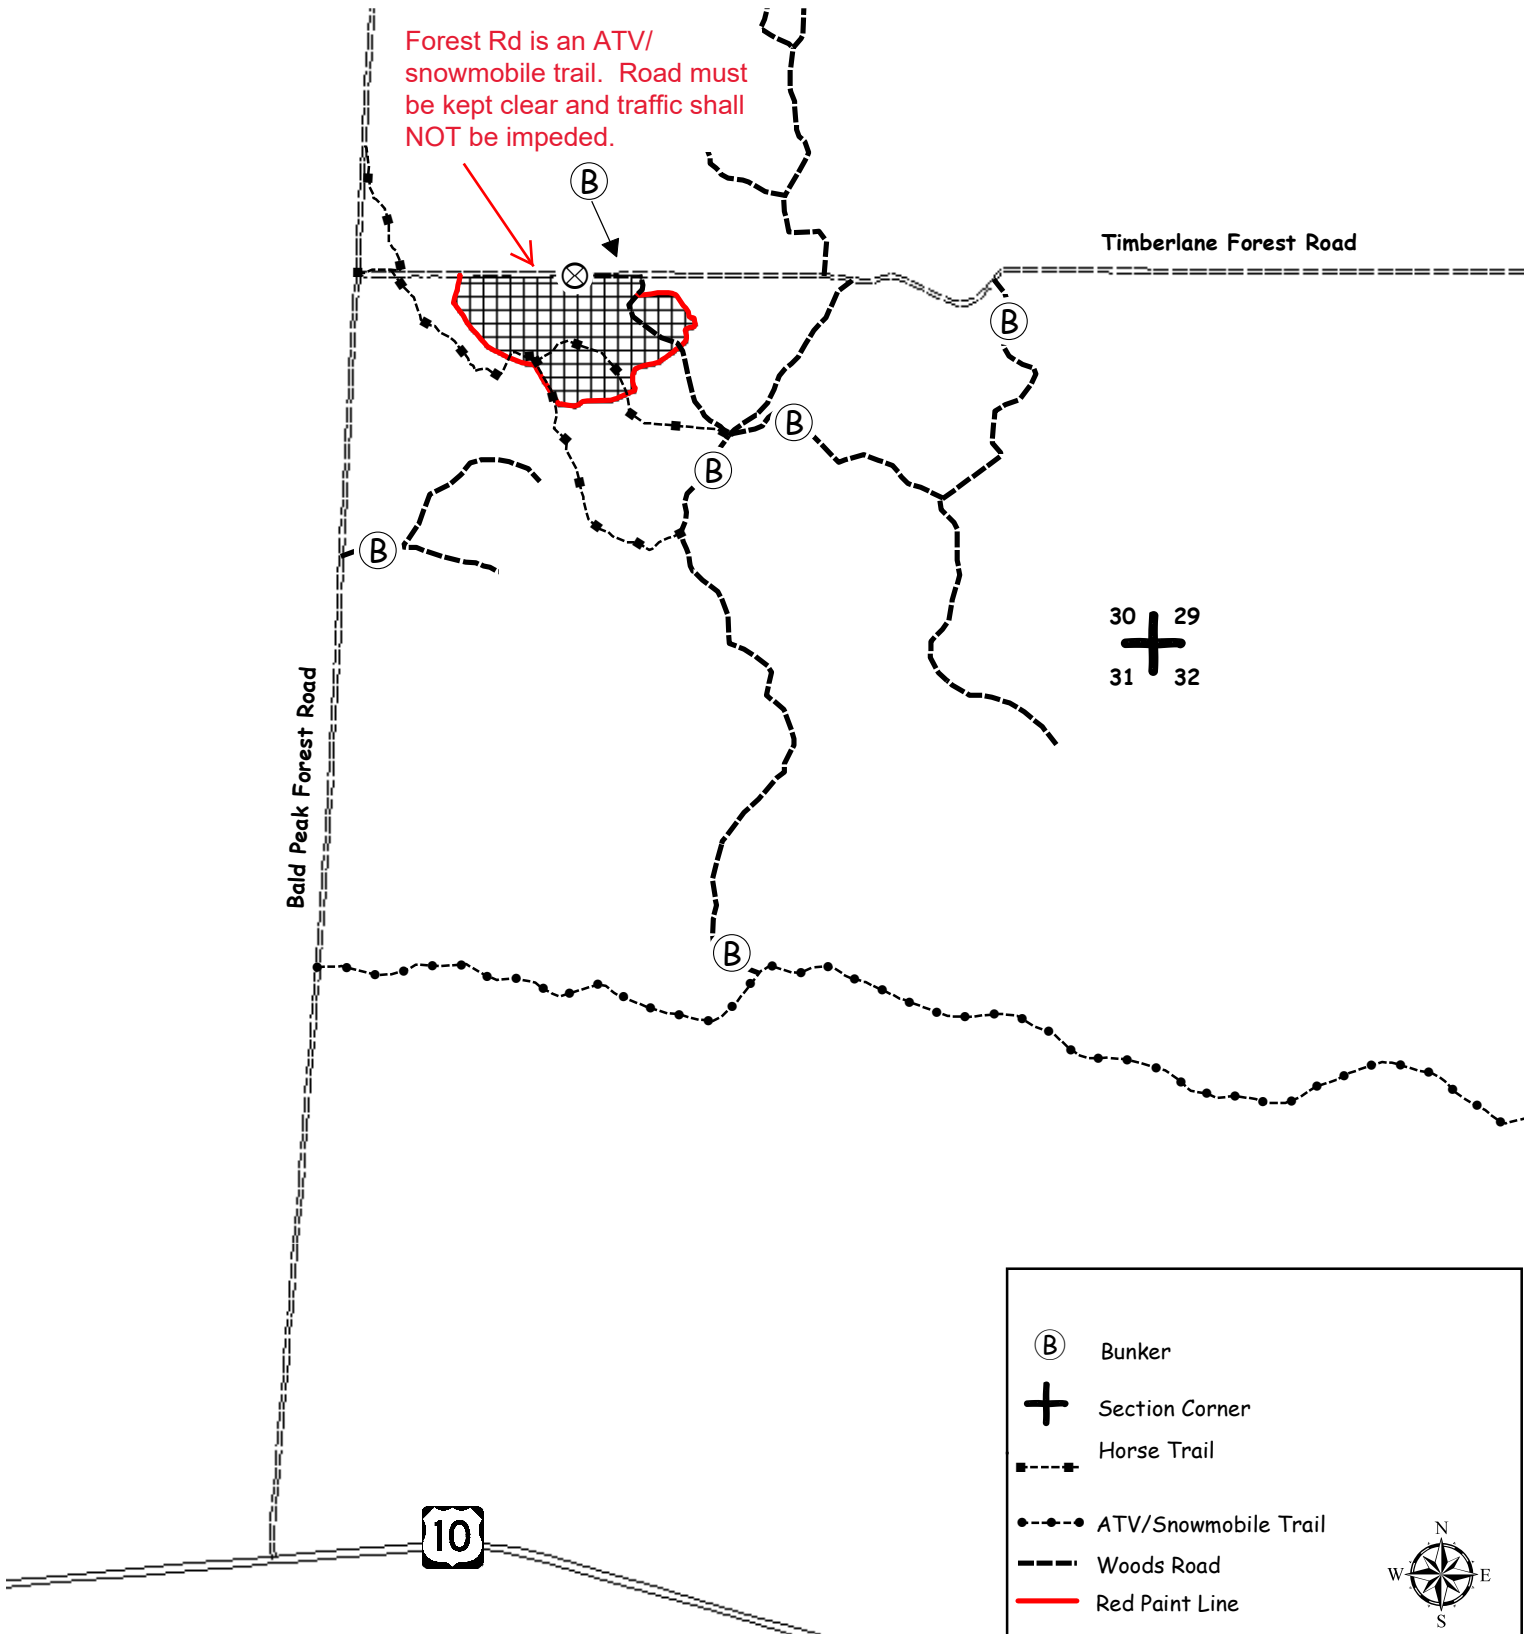 Forest Rd is an ATV/
snowmobile trail.  Road must
be kept clear and traffic shall
NOT be impeded.
B
Timberlane Forest Road
B
B
B
B
30 29
31 32
Bald Peak Forest Road
B
10
B Bunker
Section Corner
Horse Trail
ATV/Snowmobile Trail
Woods Road
Red Paint Line
N
W E
S